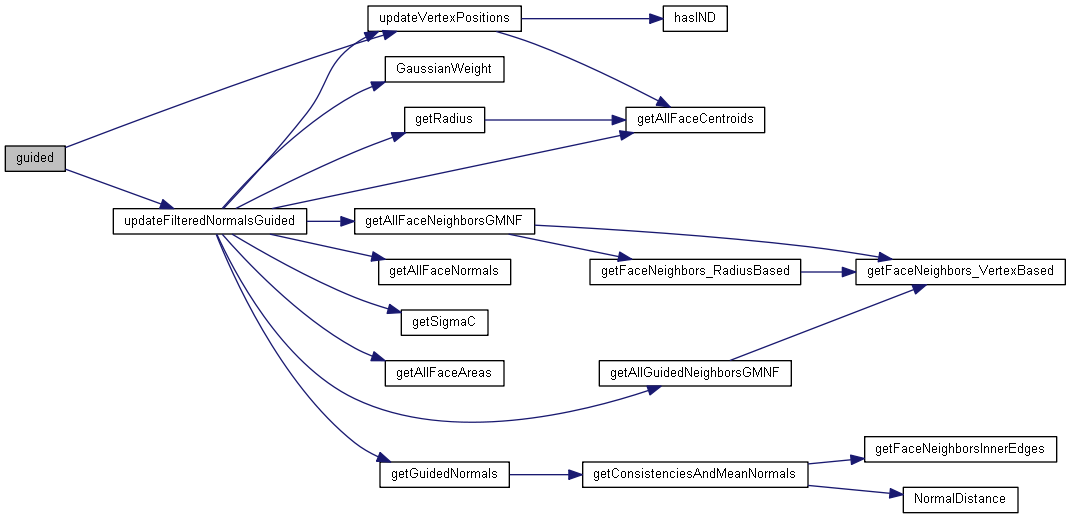 updateVertexPositions
hasIND
GaussianWeight
getRadius
getAllFaceCentroids
guided
updateFilteredNormalsGuided
getAllFaceNeighborsGMNF
getAllFaceNormals
getFaceNeighbors_RadiusBased
getFaceNeighbors_VertexBased
getSigmaC
getAllFaceAreas
getAllGuidedNeighborsGMNF
getGuidedNormals
getConsistenciesAndMeanNormals
getFaceNeighborsInnerEdges
NormalDistance